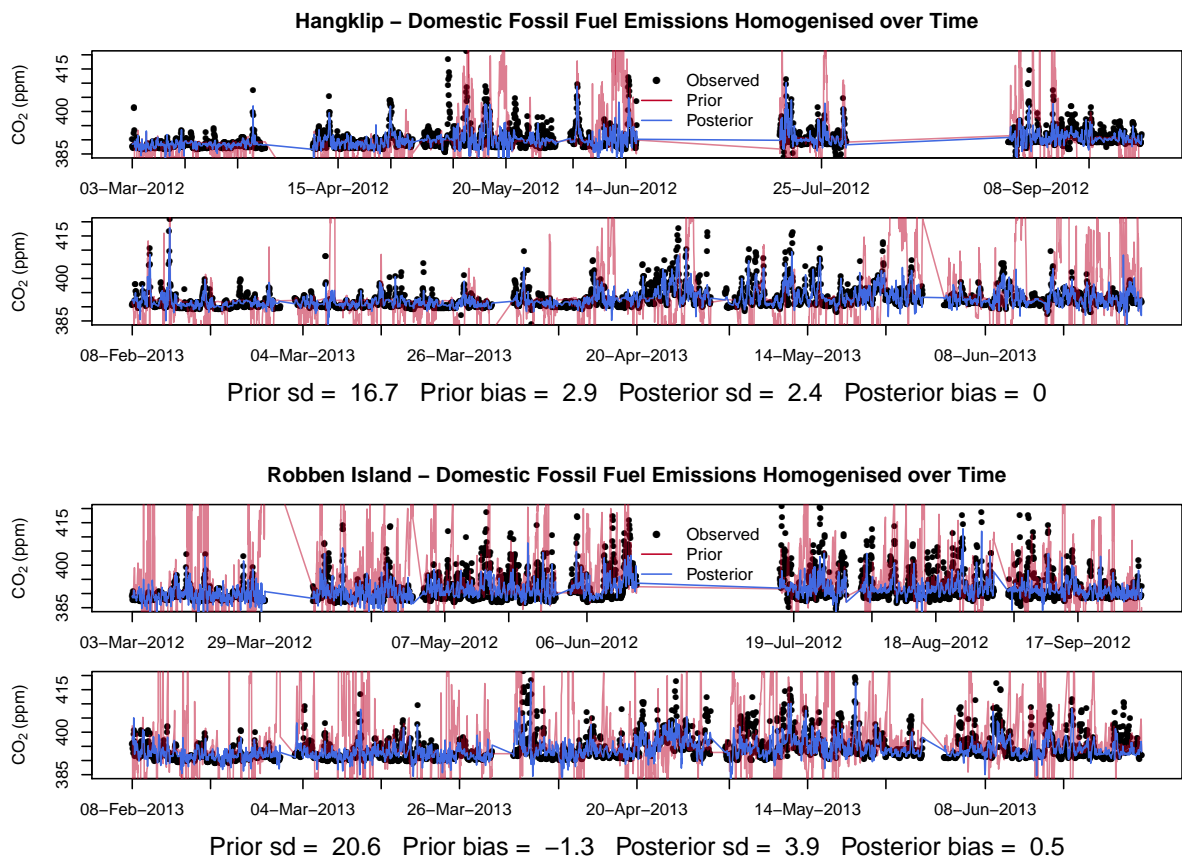 Hangklip − Domestic Fossil Fuel Emissions Homogenised over Time
CO2 (ppm)
385 400 415
Observed
Prior
Posterior
03−Mar−2012 15−Apr−2012 20−May−2012 14−Jun−2012 25−Jul−2012 08−Sep−2012
CO2 (ppm)
385 400 415
08−Feb−2013 04−Mar−2013 26−Mar−2013 20−Apr−2013 14−May−2013 08−Jun−2013
Prior sd = 16.7 Prior bias = 2.9 Posterior sd = 2.4 Posterior bias = 0
Robben Island − Domestic Fossil Fuel Emissions Homogenised over Time
CO2 (ppm)
385 400 415
Observed
Prior
Posterior
03−Mar−2012 29−Mar−2012 07−May−2012 06−Jun−2012 19−Jul−2012 18−Aug−2012 17−Sep−2012
CO2 (ppm)
385 400 415
08−Feb−2013 04−Mar−2013 26−Mar−2013 20−Apr−2013 14−May−2013 08−Jun−2013
Prior sd = 20.6 Prior bias = −1.3 Posterior sd = 3.9 Posterior bias = 0.5